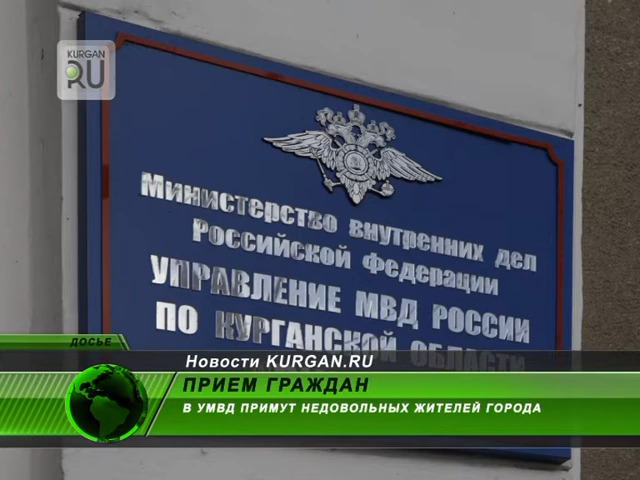 KURGAN
RU
Министерство внутренних дел
Российской Федерации
УПРАВЛЕНИЕ МВД РОССИИ
ПО КУРГАНСКОЙ ОБЛАСТИ
ДОСЬЕ
Новости KURGAN.RU
ПРИЕМ ГРАЖДАН
В УМВД ПРИМУТ НЕДОВОЛЬНЫХ ЖИТЕЛЕЙ ГОРОДА